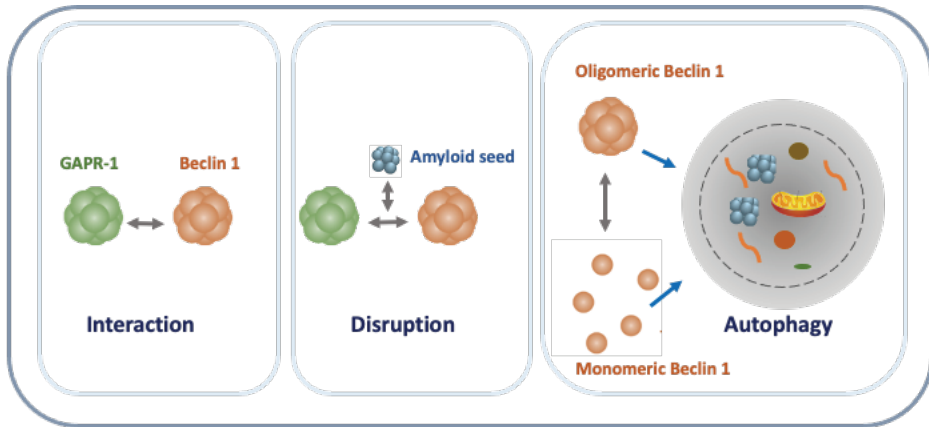 GAPR-1
Beclin 1
Interaction
Amyloid seed
Disruption
Oligomeric Beclin 1
Autophagy
Monomeric Beclin 1